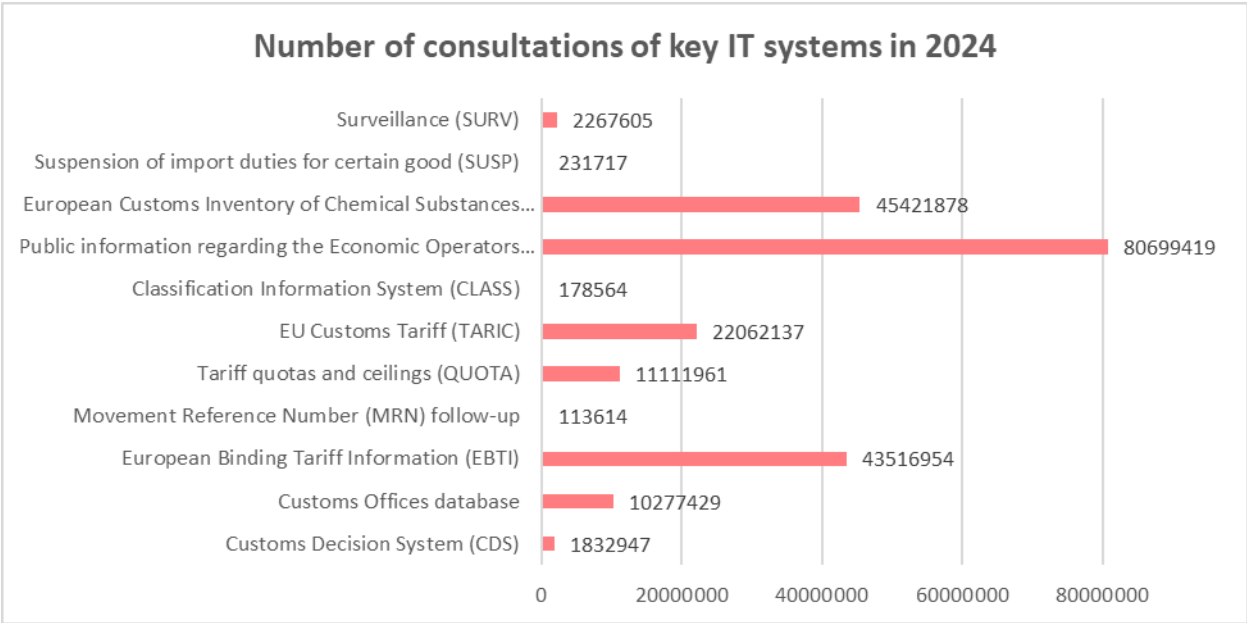 Number of consultations of key IT systems in 2024
Surveillance (SURV) 2267605
Suspension of import duties for certain good (SUSP) 231717
European Customs Inventory of Chemical Substances... 45421878
Public information regarding the Economic Operators... 80699419
Classification Information System (CLASS) 178564
EU Customs Tariff (TARIC) 22062137
Tariff quotas and ceilings (QUOTA) 11111961
Movement Reference Number (MRN) follow-up 113614
European Binding Tariff Information (EBTI) 43516954
Customs Offices database 10277429
Customs Decision System (CDS) 1832947
0 20000000 40000000 60000000 80000000